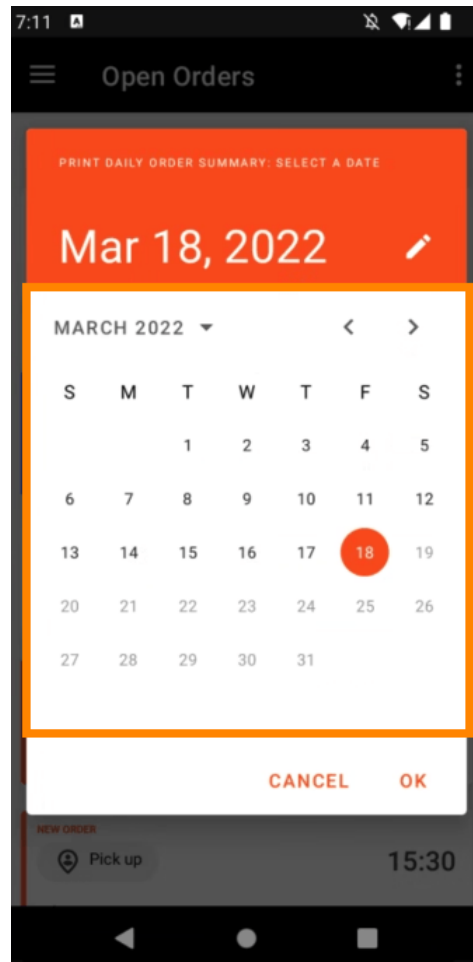 7:11 A
Open Orders
PRINT DAILY ORDER SUMMARY: SELECT A DATE
Mar 18, 2022
MARCH 2022
S M T W T F S
1 2 3 4 5
6 7 8 9 10 11 12
13 14 15 16 17 18 19
20 21 22 23 24 25 26
27 28 29 30 31
CANCEL OK
NEW ORDER
Pick up 15:30